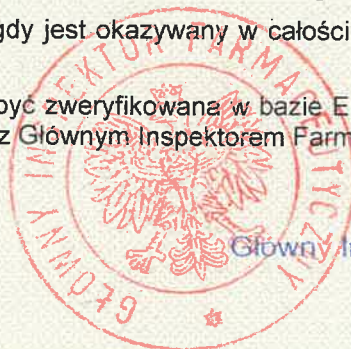 gdy jest okazywany w całości
być zweryfikowana w bazie E
z Głównym Inspektorem Farm
Główny I
GŁÓWNY INSPEKTOR FARMACEUTYCZNY